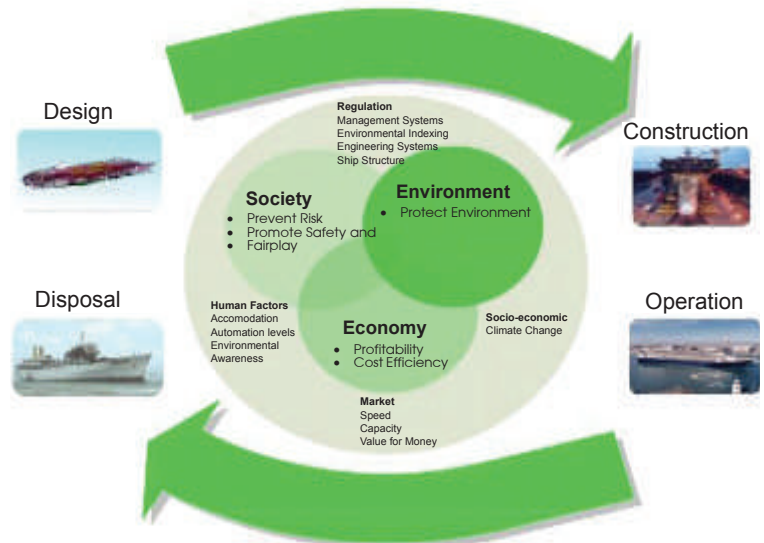 Design
Regulation
Management Systems
Environmental Indexing
Engineering Systems
Ship Structure
Construction
Society
• Prevent Risk
• Promote Safety and
• Fairplay
Environment
• Protect Environment
Disposal
Human Factors
Accomodation
Automation levels
Environmental
Awareness
Economy
• Profitability
• Cost Efficiency
Socio-economic
Climate Change
Operation
Market
Speed
Capacity
Value for Money